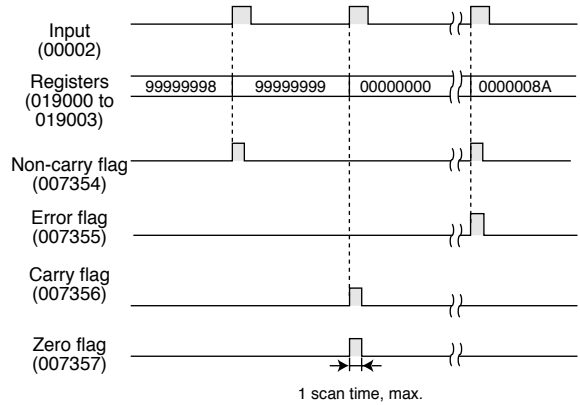 Input
(00002)
Registers
(019000 to
019003)
99999998 99999999 00000000 0000008A
Non-carry flag
(007354)
Error flag
(007355)
Carry flag
(007356)
Zero flag
(007357)
1 scan time, max.